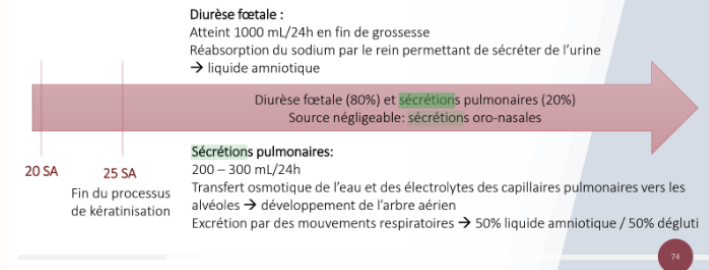 Diurèse fœtale :
Atteint 1000 mL/24h en fin de grossesse
Réabsorption du sodium par le rein permettant de sécréter de l'urine
→ liquide amniotique
Diurèse fœtale (80%) et sécrétions pulmonaires (20%)
Source négligeable: sécrétions oro-nasales
20 SA
25 SA
Fin du processus
de kératinisation
Sécrétions pulmonaires:
200 – 300 mL/24h
Transfert osmotique de l'eau et des électrolytes des capillaires pulmonaires vers les
alvéoles → développement de l'arbre aérien
Excrétion par des mouvements respiratoires → 50% liquide amniotique / 50% dégluti
74